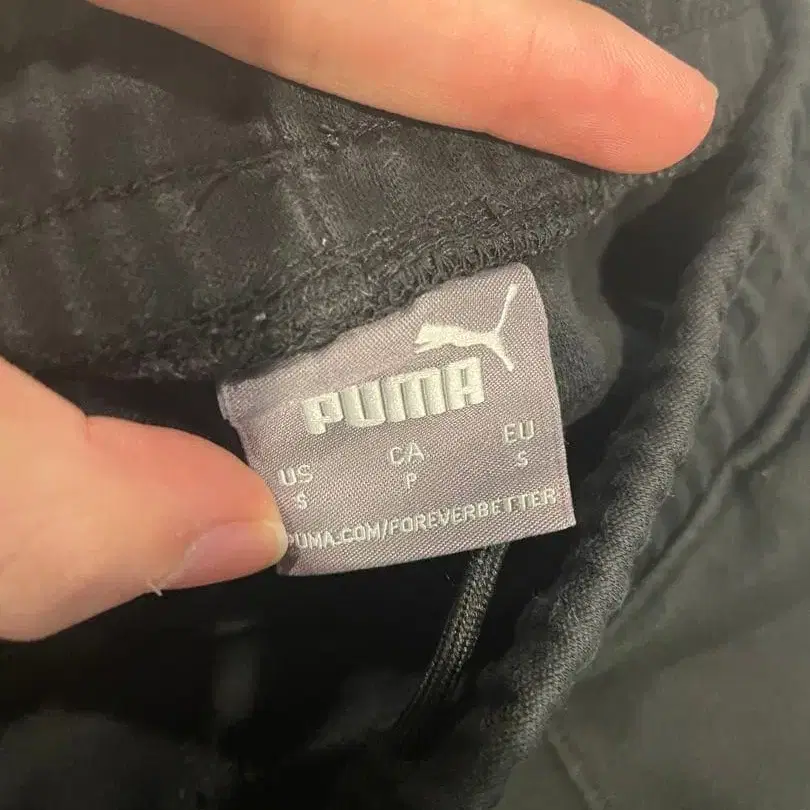 PUMA
US CA EU
S P S
PUMA.COM/FOREVERBETTER